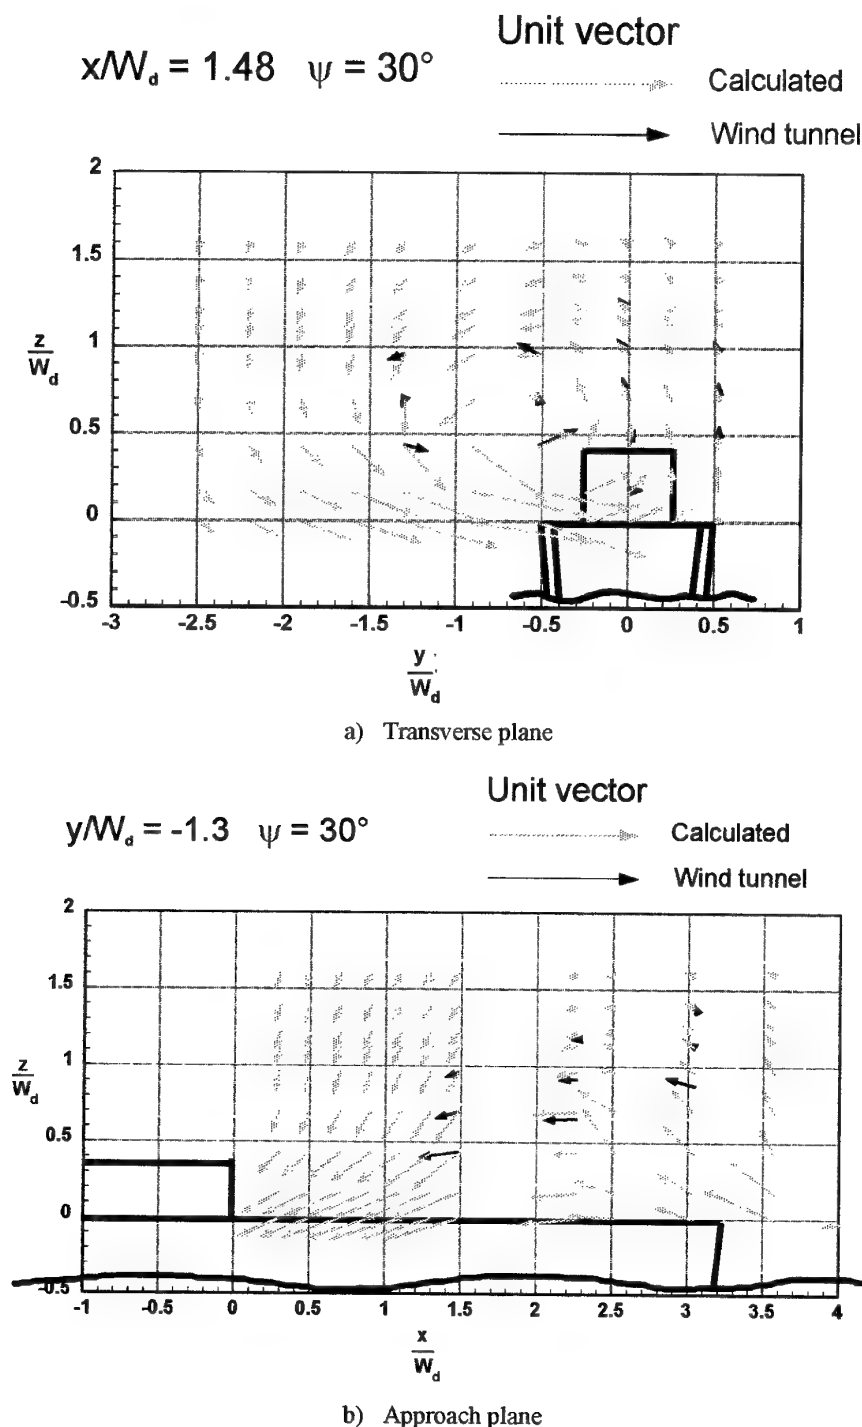 Unit vector
x/W_d = 1.48 ψ = 30°
Calculated
Wind tunnel
2
1.5
1
z/W_d
0.5
0
-0.5
-3 -2.5 -2 -1.5 -1 -0.5 0 0.5 1
y/W_d
a) Transverse plane
Unit vector
y/W_d = -1.3 ψ = 30°
Calculated
Wind tunnel
2
1.5
1
z/W_d
0.5
0
-0.5
-1 -0.5 0 0.5 1 1.5 2 2.5 3 3.5 4
x/W_d
b) Approach plane